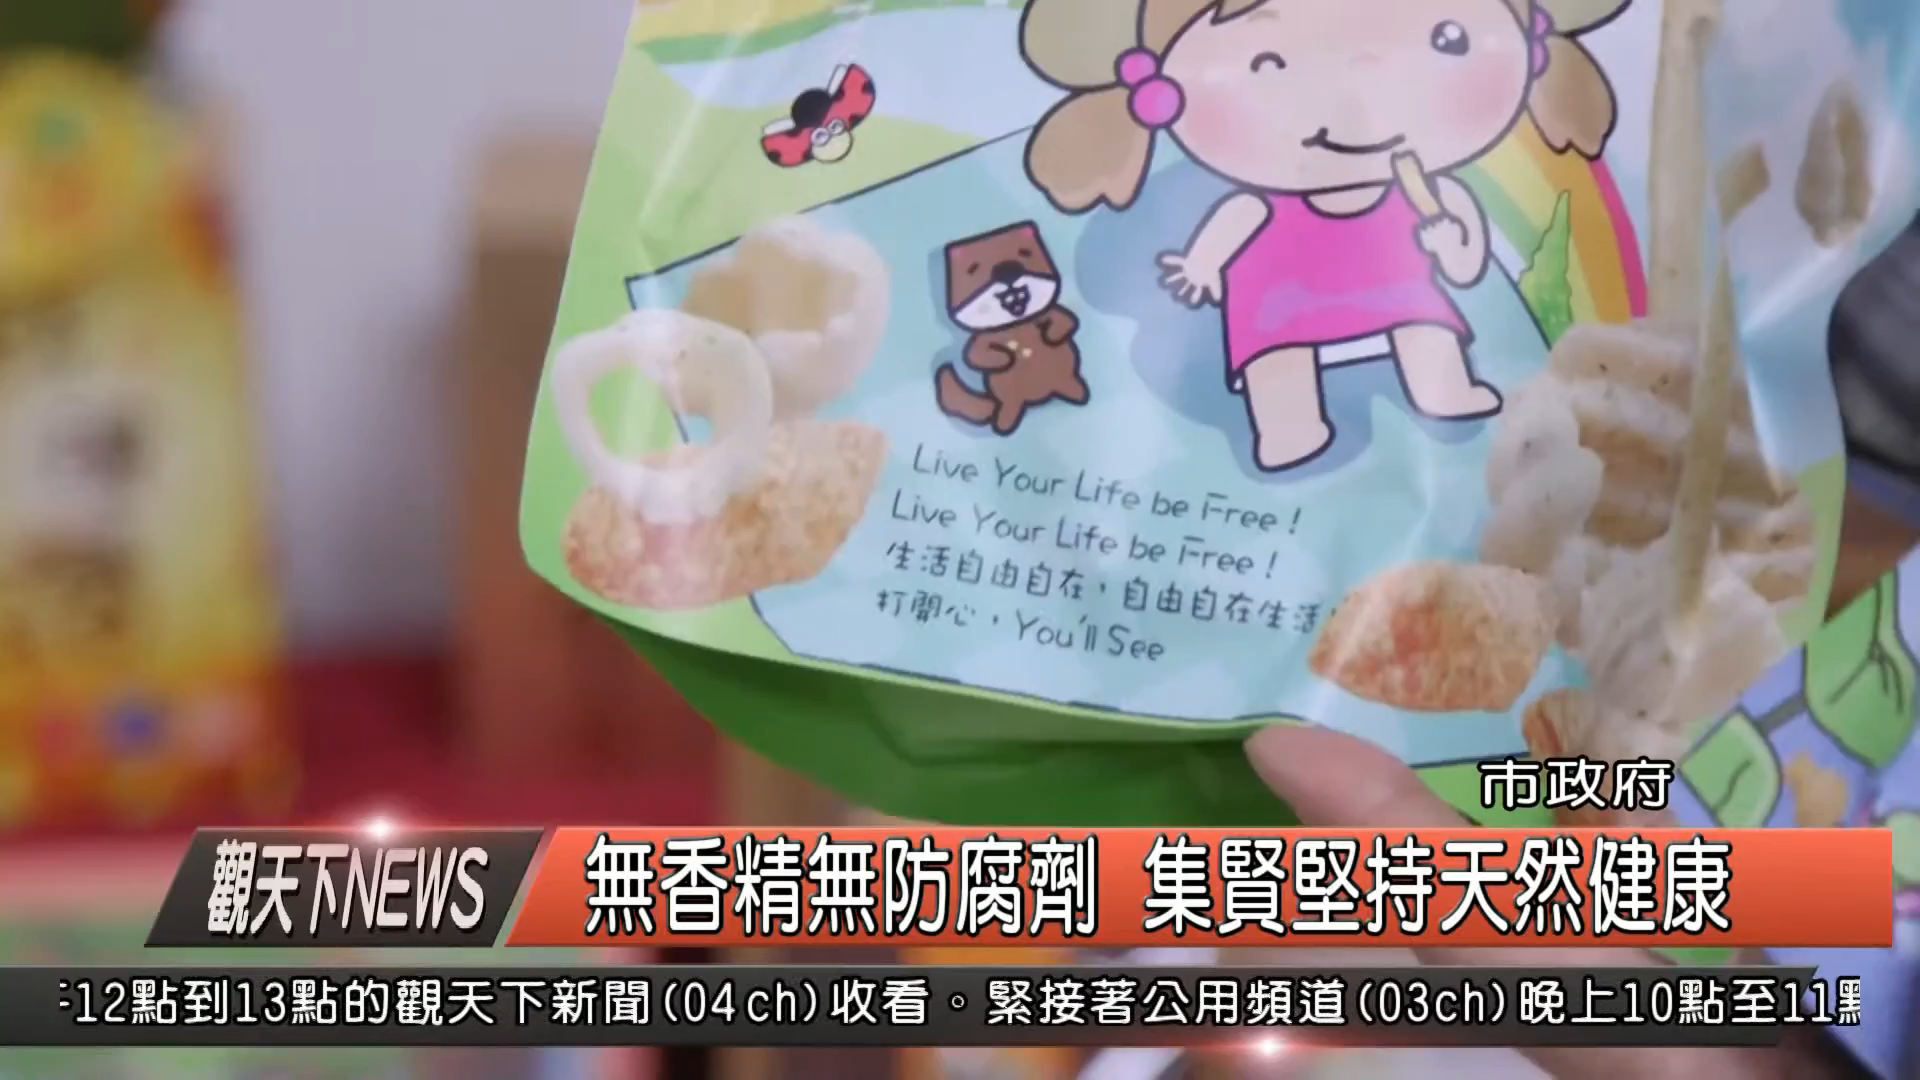 Live Your Life be Free!
Live Your Life be Free!
生活自由自在，自由自在生活，
打開心，You'll See
市政府
觀天下NEWS
無香精無防腐劑 集賢堅持天然健康
12點到13點的觀天下新聞(04ch)收看。緊接著公用頻道(03ch)晚上10點至11點